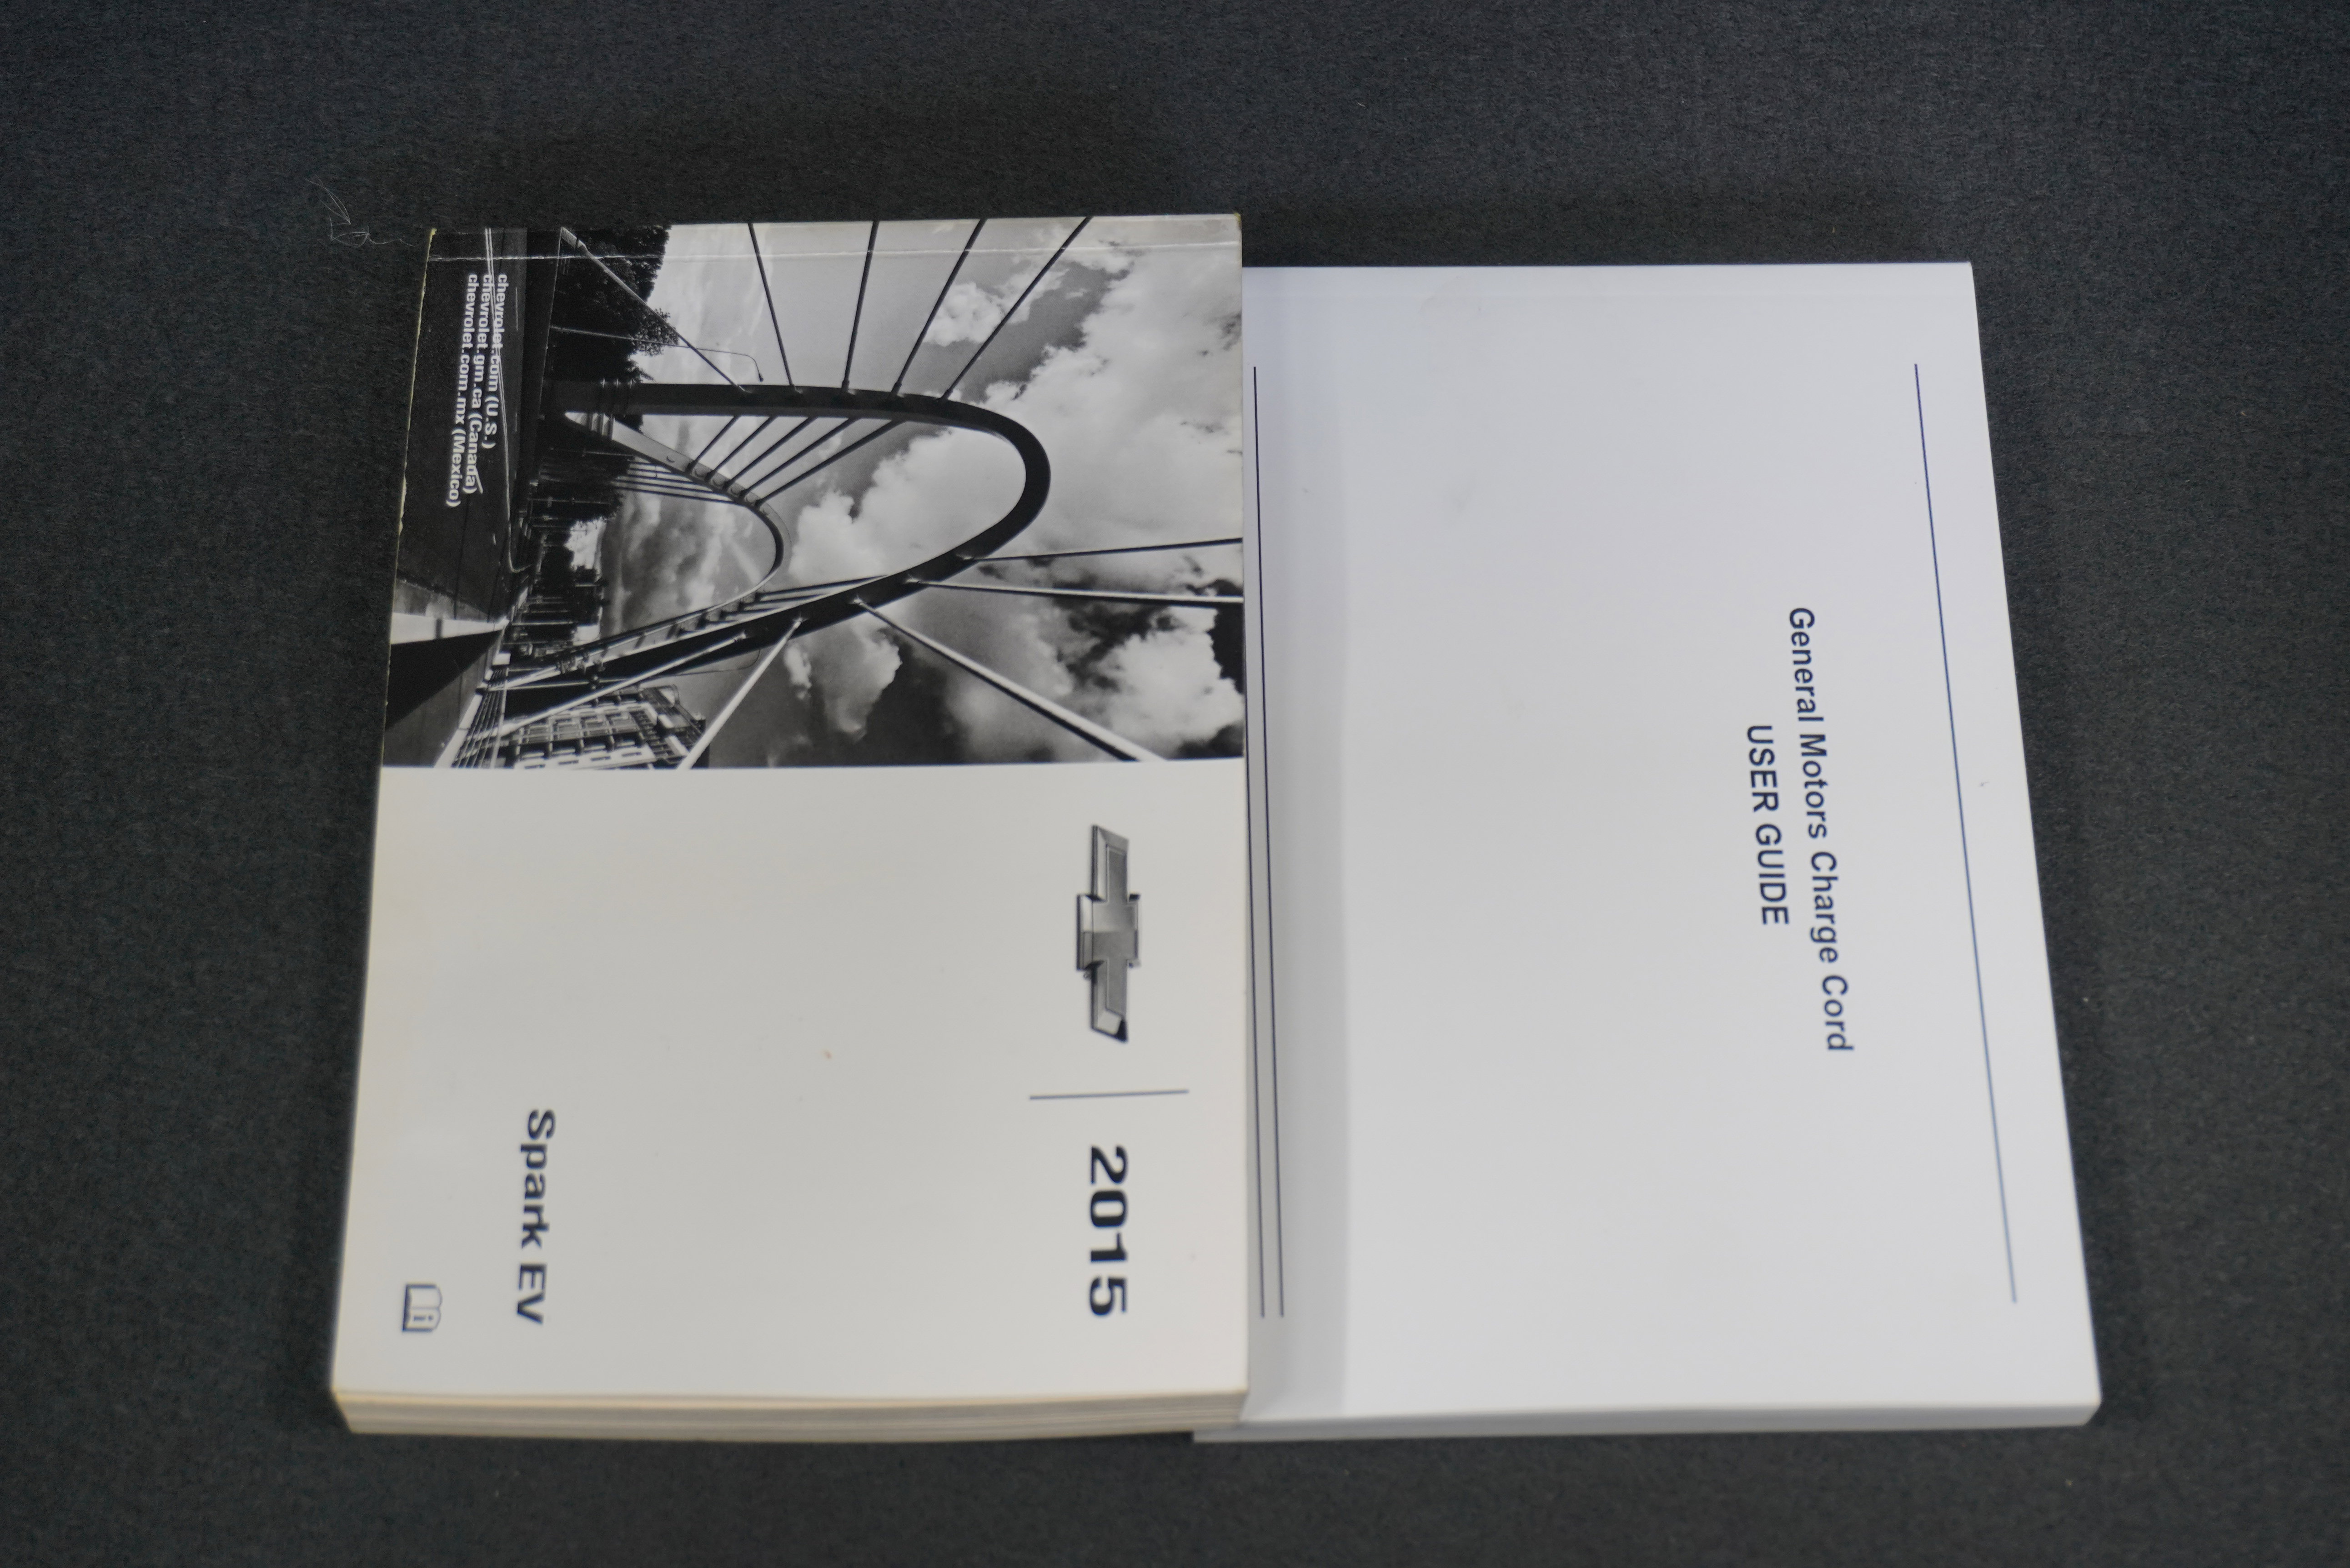 chevrolet.com (U.S.)
chevrolet.gm.ca (Canada)
chevrolet.com.mx (Mexico)
2015
Spark EV
General Motors Charge Cord
USER GUIDE